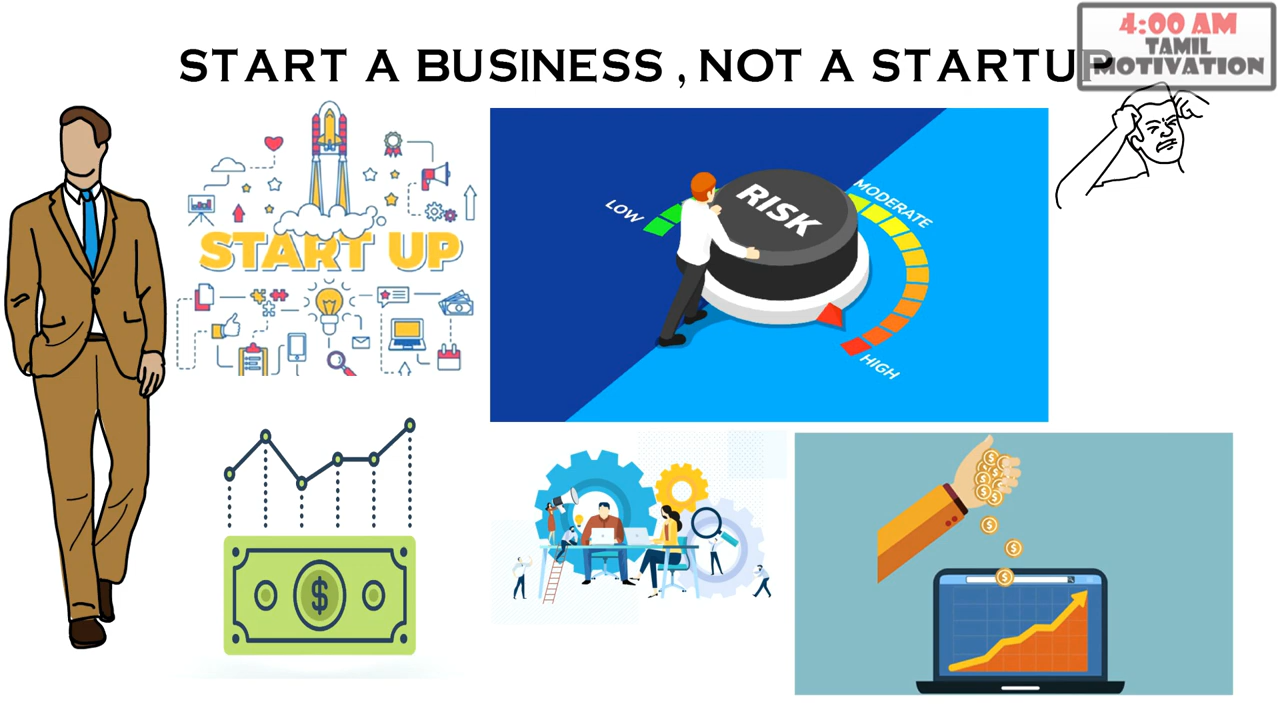 4:00 AM
TAMIL
MOTIVATION
START A BUSINESS , NOT A STARTUP
START UP
RISK
LOW
MODERATE
HIGH
$
$